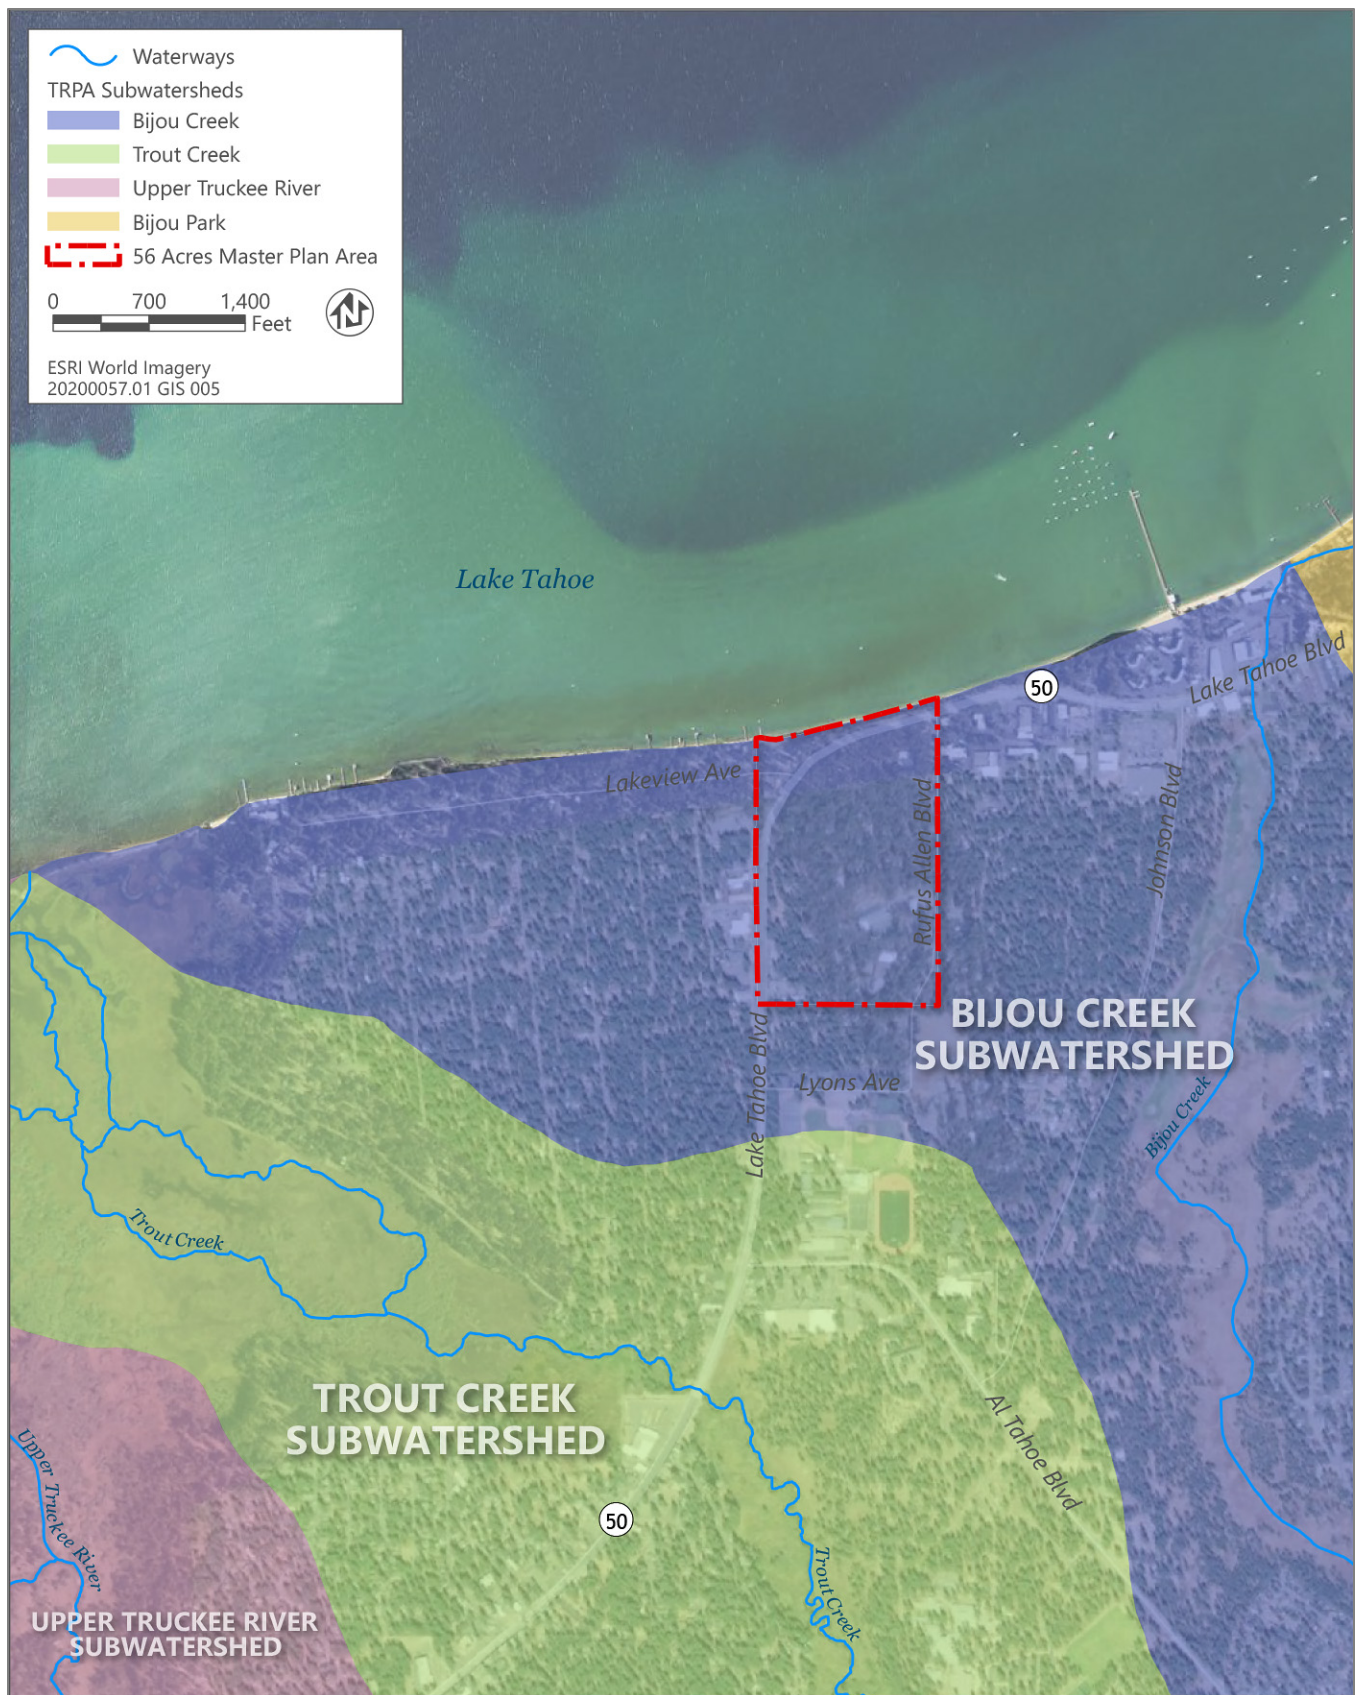 Waterways
TRPA Subwatersheds
Bijou Creek
Trout Creek
Upper Truckee River
Bijou Park
56 Acres Master Plan Area
0 700 1,400
Feet
N
ESRI World Imagery
20200057.01 GIS 005
Lake Tahoe
Lake Tahoe Blvd
50
Lakeview Ave
Rufus Allen Blvd
Johnson Blvd
BIJOU CREEK
SUBWATERSHED
Lake Tahoe Blvd
Lyons Ave
Bijou Creek
Trout Creek
TROUT CREEK
SUBWATERSHED
Al Tahoe Blvd
Upper Truckee River
50
Trout Creek
UPPER TRUCKEE RIVER
SUBWATERSHED